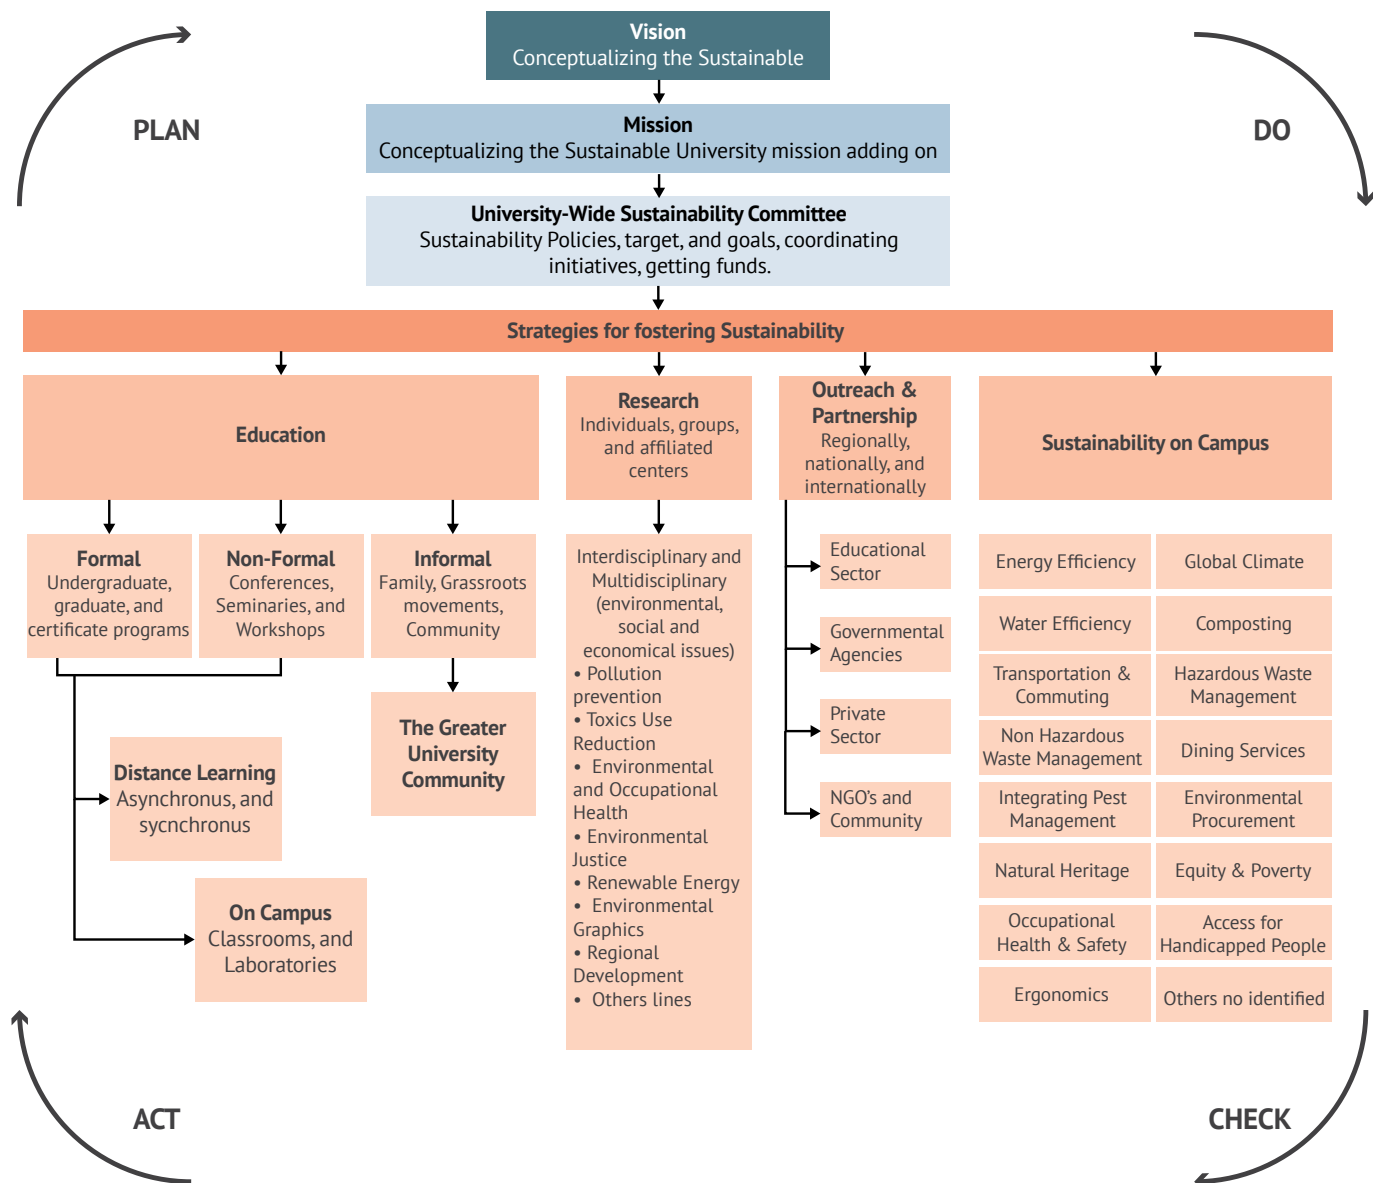 Vision
Conceptualizing the Sustainable
PLAN
DO
Mission
Conceptualizing the Sustainable University mission adding on
University-Wide Sustainability Committee
Sustainability Policies, target, and goals, coordinating
initiatives, getting funds.
Strategies for fostering Sustainability
Education
Research
Individuals, groups,
and affiliated
centers
Outreach &
Partnership
Regionally,
nationally, and
internationally
Sustainability on Campus
Formal
Undergraduate,
graduate, and
certificate programs
Non-Formal
Conferences,
Seminaries, and
Workshops
Informal
Family, Grassroots
movements,
Community
The Greater
University
Community
Distance Learning
Asynchronus, and
sycnchronus
On Campus
Classrooms, and
Laboratories
Interdisciplinary and
Multidisciplinary
(environmental,
social and
economical issues)
• Pollution
prevention
• Toxics Use
Reduction
• Environmental
and Occupational
Health
• Environmental
Justice
• Renewable Energy
• Environmental
Graphics
• Regional
Development
• Others lines
Educational
Sector
Governmental
Agencies
Private
Sector
NGO's and
Community
Energy Efficiency
Global Climate
Water Efficiency
Composting
Transportation &
Commuting
Hazardous Waste
Management
Non Hazardous
Waste Management
Dining Services
Integrating Pest
Management
Environmental
Procurement
Natural Heritage
Equity & Poverty
Occupational
Health & Safety
Access for
Handicapped People
Ergonomics
Others no identified
ACT
CHECK